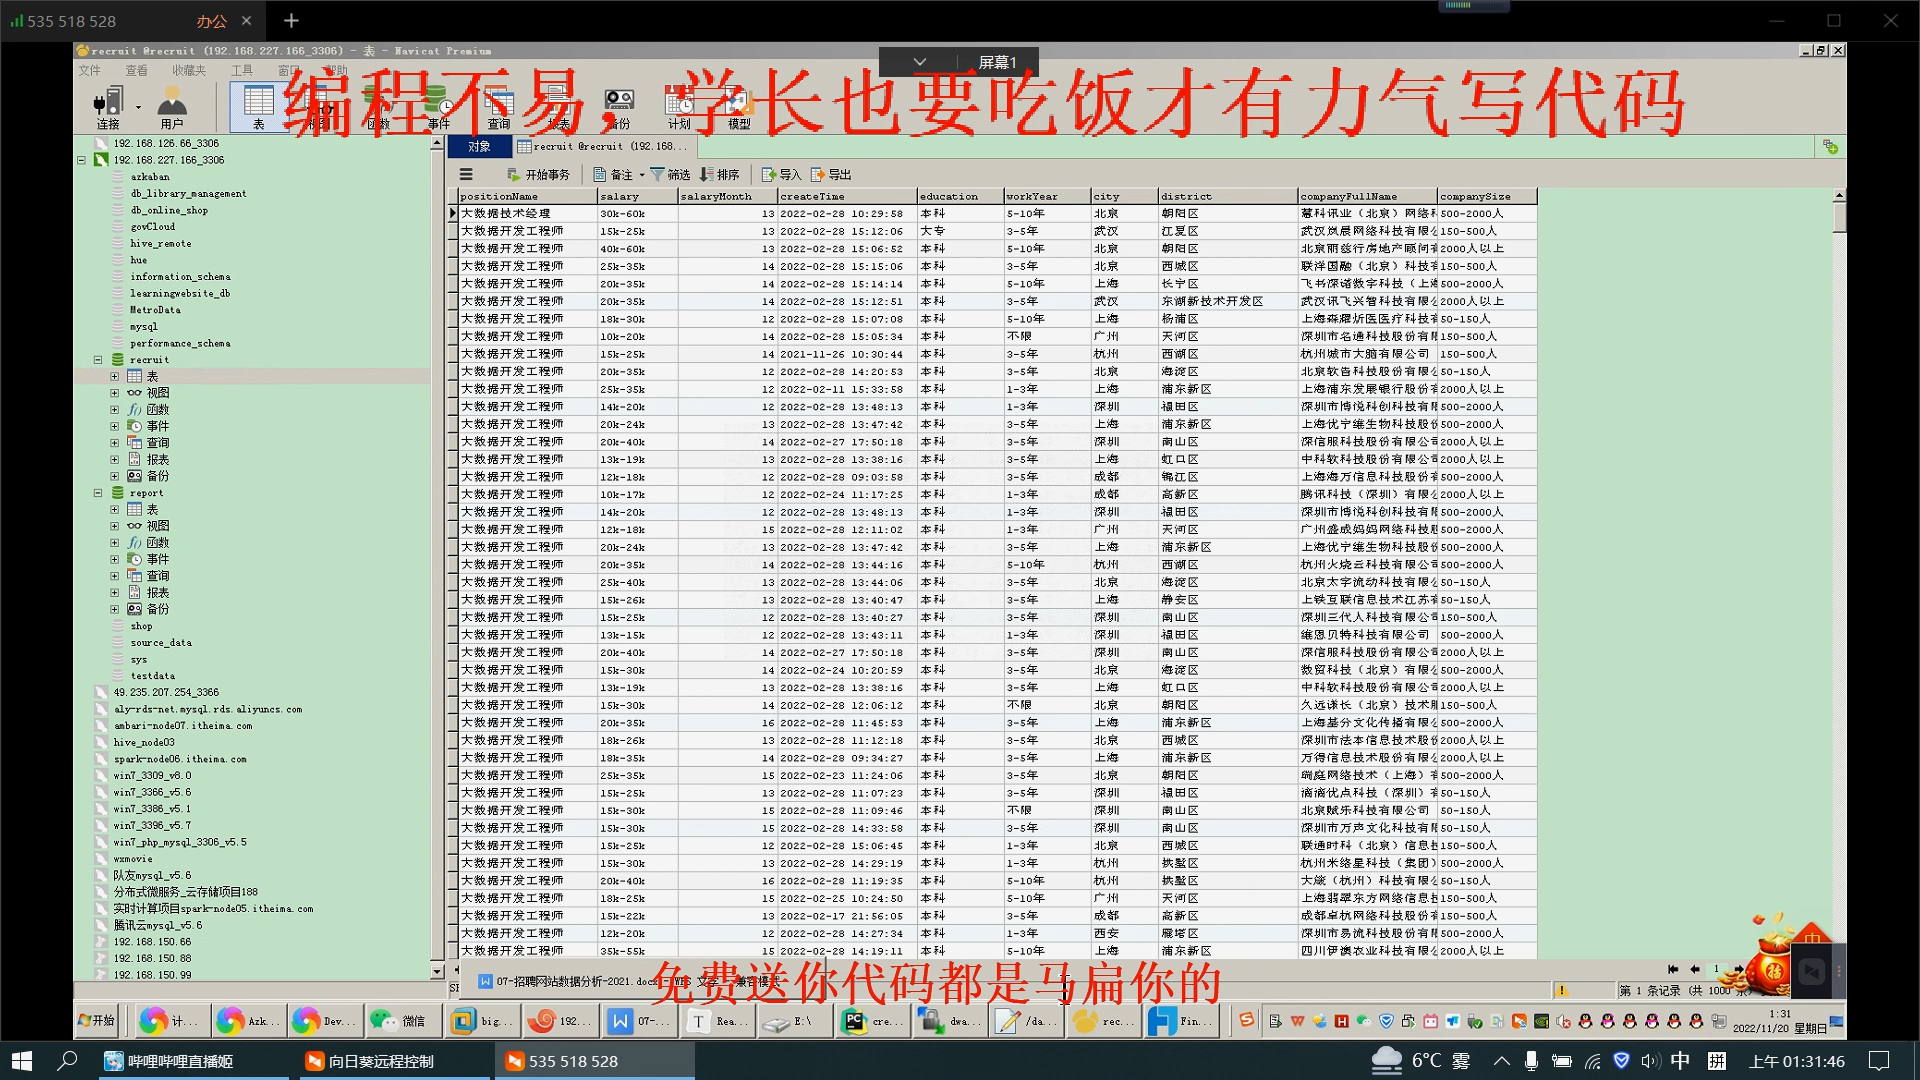 535 518 528
办公
recruit @recruit (192.168.227.166_3306) - 表 - Navicat Premium
屏幕1
文件 查看 收藏夹 工具 窗口 帮助
编程不易，学长也要吃饭才有力气写代码
连接 用户 表 事件 查询 报表 备份 计划 模型
对象 recruit @recruit (192.168...
开始事务 备注 筛选 排序 导入 导出
192.168.126.66_3306
192.168.227.166_3306
azkaban
db_library_management
db_online_shop
govCloud
hive_remote
hue
information_schema
learningwebsite_db
MetroData
mysql
performance_schema
recruit
表
视图
函数
事件
查询
报表
备份
report
表
视图
函数
事件
查询
报表
备份
shop
source_data
sys
testdata
49.235.207.254_3366
aly-rds-net.mysql.rds.aliyuncs.com
ambari-node07.itheima.com
hive_node03
spark-node06.itheima.com
win7_3309_v8.0
win7_3366_v5.6
win7_3386_v5.1
win7_3396_v5.7
win7_php_mysql_3306_v5.5
wxmovie
队友mysql_v5.6
分布式微服务_云存储项目188
实时计算项目spark-node05.itheima.com
腾讯云mysql_v5.6
192.168.150.66
192.168.150.88
192.168.150.99
positionName salary salaryMonth createTime education workYear city district companyFullName companySize
大数据技术经理 30k-60k 13 2022-02-28 10:29:58 本科 5-10年 北京 朝阳区 慧科讯业（北京）网络科 500-2000人
大数据开发工程师 15k-25k 13 2022-02-28 15:12:06 大专 3-5年 武汉 江夏区 武汉岚晨网络科技有限公 150-500人
大数据开发工程师 40k-60k 13 2022-02-28 15:06:52 本科 5-10年 北京 朝阳区 北京丽兹行房地产顾问有 2000人以上
大数据开发工程师 25k-35k 14 2022-02-28 15:15:06 本科 3-5年 北京 西城区 联洋国融（北京）科技有 150-500人
大数据开发工程师 20k-35k 14 2022-02-28 15:14:14 本科 5-10年 上海 长宁区 飞书深诺数字科技（上海 500-2000人
大数据开发工程师 20k-35k 14 2022-02-28 15:12:51 本科 3-5年 武汉 东湖新技术开发区 武汉讯飞兴智科技有限公 2000人以上
大数据开发工程师 18k-30k 12 2022-02-28 15:07:08 本科 5-10年 上海 杨浦区 50-150人
大数据开发工程师 10k-20k 14 2022-02-28 15:05:34 本科 不限 广州 天河区 深圳市名通科技股份有限 150-500人
大数据开发工程师 15k-25k 14 2021-11-26 10:30:44 本科 3-5年 杭州 西湖区 杭州城市大脑有限公司 150-500人
大数据开发工程师 20k-35k 12 2022-02-28 14:20:53 本科 3-5年 北京 海淀区 50-150人
大数据开发工程师 25k-35k 12 2022-02-11 15:33:58 本科 1-3年 上海 浦东新区 上海浦东发展银行股份有 2000人以上
大数据开发工程师 14k-20k 12 2022-02-28 13:48:13 本科 1-3年 深圳 福田区 深圳市博悦科创科技有限 500-2000人
大数据开发工程师 20k-24k 13 2022-02-28 13:47:42 本科 3-5年 上海 浦东新区 上海优宁维生物科技股份 500-2000人
大数据开发工程师 20k-40k 14 2022-02-27 17:50:18 本科 3-5年 深圳 南山区 深信服科技股份有限公司 2000人以上
大数据开发工程师 13k-19k 13 2022-02-28 13:38:16 本科 3-5年 上海 虹口区 中科软科技股份有限公司 2000人以上
大数据开发工程师 12k-18k 12 2022-02-28 09:03:58 本科 3-5年 成都 锦江区 上海海万信息科技股份有 500-2000人
大数据开发工程师 10k-17k 12 2022-02-24 11:17:25 本科 1-3年 成都 高新区 腾讯科技（深圳）有限公 2000人以上
大数据开发工程师 14k-20k 12 2022-02-28 13:48:13 本科 1-3年 深圳 福田区 深圳市博悦科创科技有限 500-2000人
大数据开发工程师 12k-18k 15 2022-02-28 12:11:02 本科 1-3年 广州 天河区 广州盛成妈妈网络科技股 500-2000人
大数据开发工程师 20k-24k 13 2022-02-28 13:47:42 本科 3-5年 上海 浦东新区 上海优宁维生物科技股份 500-2000人
大数据开发工程师 20k-35k 14 2022-02-28 13:44:16 本科 5-10年 杭州 西湖区 杭州火烧云科技有限公司 500-2000人
大数据开发工程师 25k-40k 13 2022-02-28 13:44:06 本科 3-5年 北京 海淀区 北京太字流动科技有限公 50-150人
大数据开发工程师 15k-26k 13 2022-02-28 13:40:47 本科 3-5年 上海 静安区 上铁互联信息技术江苏有 50-150人
大数据开发工程师 15k-25k 12 2022-02-28 13:40:27 本科 3-5年 深圳 南山区 深圳三代人科技有限公司 150-500人
大数据开发工程师 13k-15k 12 2022-02-28 13:43:11 本科 1-3年 深圳 福田区 维恩贝特科技有限公司 500-2000人
大数据开发工程师 20k-40k 14 2022-02-27 17:50:18 本科 3-5年 深圳 南山区 深信服科技股份有限公司 2000人以上
大数据开发工程师 15k-30k 14 2022-02-24 10:20:59 本科 3-5年 北京 海淀区 数贸科技（北京）有限公 500-2000人
大数据开发工程师 13k-19k 13 2022-02-28 13:38:16 本科 3-5年 上海 虹口区 中科软科技股份有限公司 2000人以上
大数据开发工程师 15k-30k 14 2022-02-28 12:06:12 本科 不限 北京 朝阳区 久远谦长（北京）技术服 150-500人
大数据开发工程师 20k-35k 16 2022-02-28 11:45:53 本科 3-5年 上海 浦东新区 上海基分文化传播有限公 500-2000人
大数据开发工程师 18k-26k 13 2022-02-28 11:12:18 本科 3-5年 北京 西城区 深圳市法本信息技术股份 2000人以上
大数据开发工程师 18k-35k 14 2022-02-28 09:34:27 本科 3-5年 上海 浦东新区 万得信息技术股份有限公 2000人以上
大数据开发工程师 25k-35k 15 2022-02-23 11:24:06 本科 3-5年 北京 朝阳区 端庭网络技术（上海）有 500-2000人
大数据开发工程师 15k-25k 13 2022-02-28 11:07:23 本科 3-5年 深圳 福田区 滴滴优点科技（深圳）有 150-500人
大数据开发工程师 15k-30k 15 2022-02-28 11:09:46 本科 不限 深圳 南山区 北京赋乐科技有限公司 50-150人
大数据开发工程师 15k-30k 15 2022-02-28 14:33:58 本科 3-5年 深圳 南山区 深圳市万声文化科技有限 50-150人
大数据开发工程师 15k-25k 12 2022-02-28 15:06:45 本科 1-3年 北京 西城区 联通时科（北京）信息技 150-500人
大数据开发工程师 15k-30k 13 2022-02-28 14:29:19 本科 1-3年 杭州 拱墅区 杭州米络星科技（集团） 500-2000人
大数据开发工程师 20k-40k 16 2022-02-28 11:19:35 本科 5-10年 杭州 拱墅区 大箴（杭州）科技有限公 50-150人
大数据开发工程师 18k-25k 15 2022-02-25 10:24:50 本科 5-10年 广州 天河区 上海翡翠东方网络信息技 150-500人
大数据开发工程师 15k-22k 13 2022-02-17 21:56:05 本科 3-5年 成都 高新区 成都卓杭网络科技股份有 150-500人
大数据开发工程师 12k-20k 12 2022-02-28 14:27:34 本科 1-3年 西安 雁塔区 深圳市易流科技股份有限 500-2000人
大数据开发工程师 35k-55k 15 2022-02-28 14:19:11 本科 5-10年 上海 浦东新区 四川伊澳农业科技有限公 2000人以上
07-招聘网站数据分析-2021.docx - WPS 文字 - 兼容模式
免费送你代码都是马扁你的
1
第 1 条记录 (共 1000 条)
开始 计... Azk... Dev... 微信 big... 192... 07-... Rea... E:\ cre... dwa... /da... rec... Fin...
1:31
2022/11/20 星期日
哔哩哔哩直播姬 向日葵远程控制 535 518 528
6°C 雾 中 拼 上午 01:31:46